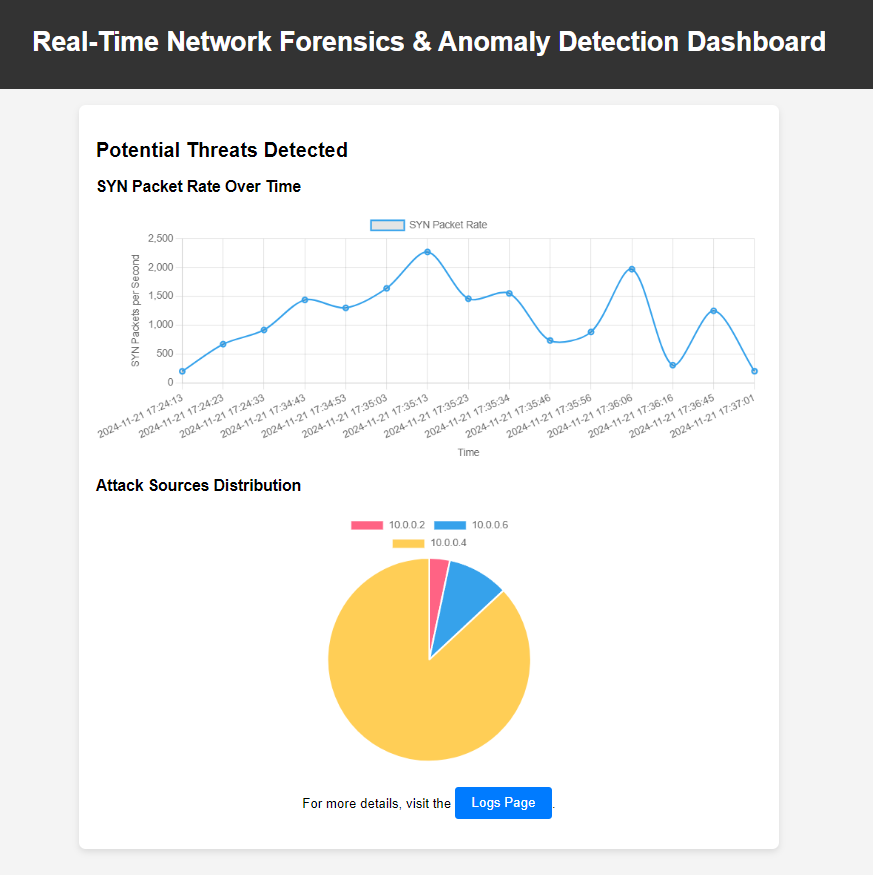 Real-Time Network Forensics & Anomaly Detection Dashboard
Potential Threats Detected
SYN Packet Rate Over Time
SYN Packet Rate
SYN Packets per Second
2,500
2,000
1,500
1,000
500
0
2024-11-21 17:24:13
2024-11-21 17:24:23
2024-11-21 17:24:33
2024-11-21 17:34:43
2024-11-21 17:34:53
2024-11-21 17:35:03
2024-11-21 17:35:13
2024-11-21 17:35:23
2024-11-21 17:35:34
2024-11-21 17:35:46
2024-11-21 17:35:56
2024-11-21 17:36:06
2024-11-21 17:36:16
2024-11-21 17:36:45
2024-11-21 17:37:01
Time
Attack Sources Distribution
10.0.0.2 10.0.0.6
10.0.0.4
For more details, visit the Logs Page.